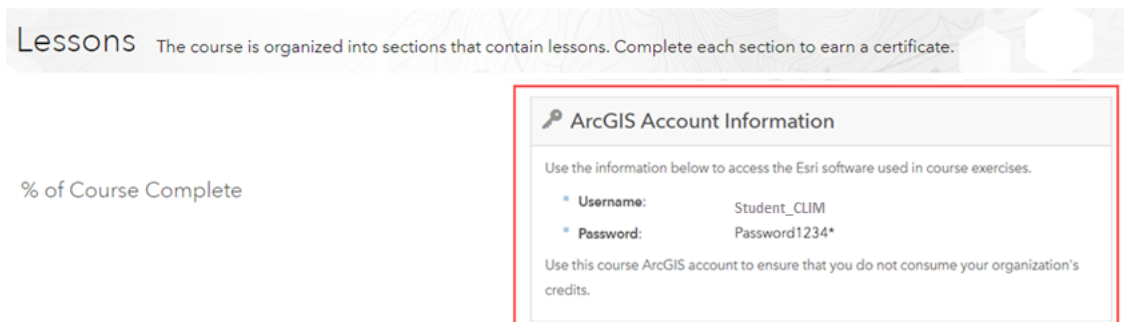 Lessons The course is organized into sections that contain lessons. Complete each section to earn a certificate.
ArcGIS Account Information
Use the information below to access the Esri software used in course exercises.
% of Course Complete
Username: Student_CLIM
Password: Password1234*
Use this course ArcGIS account to ensure that you do not consume your organization's
credits.